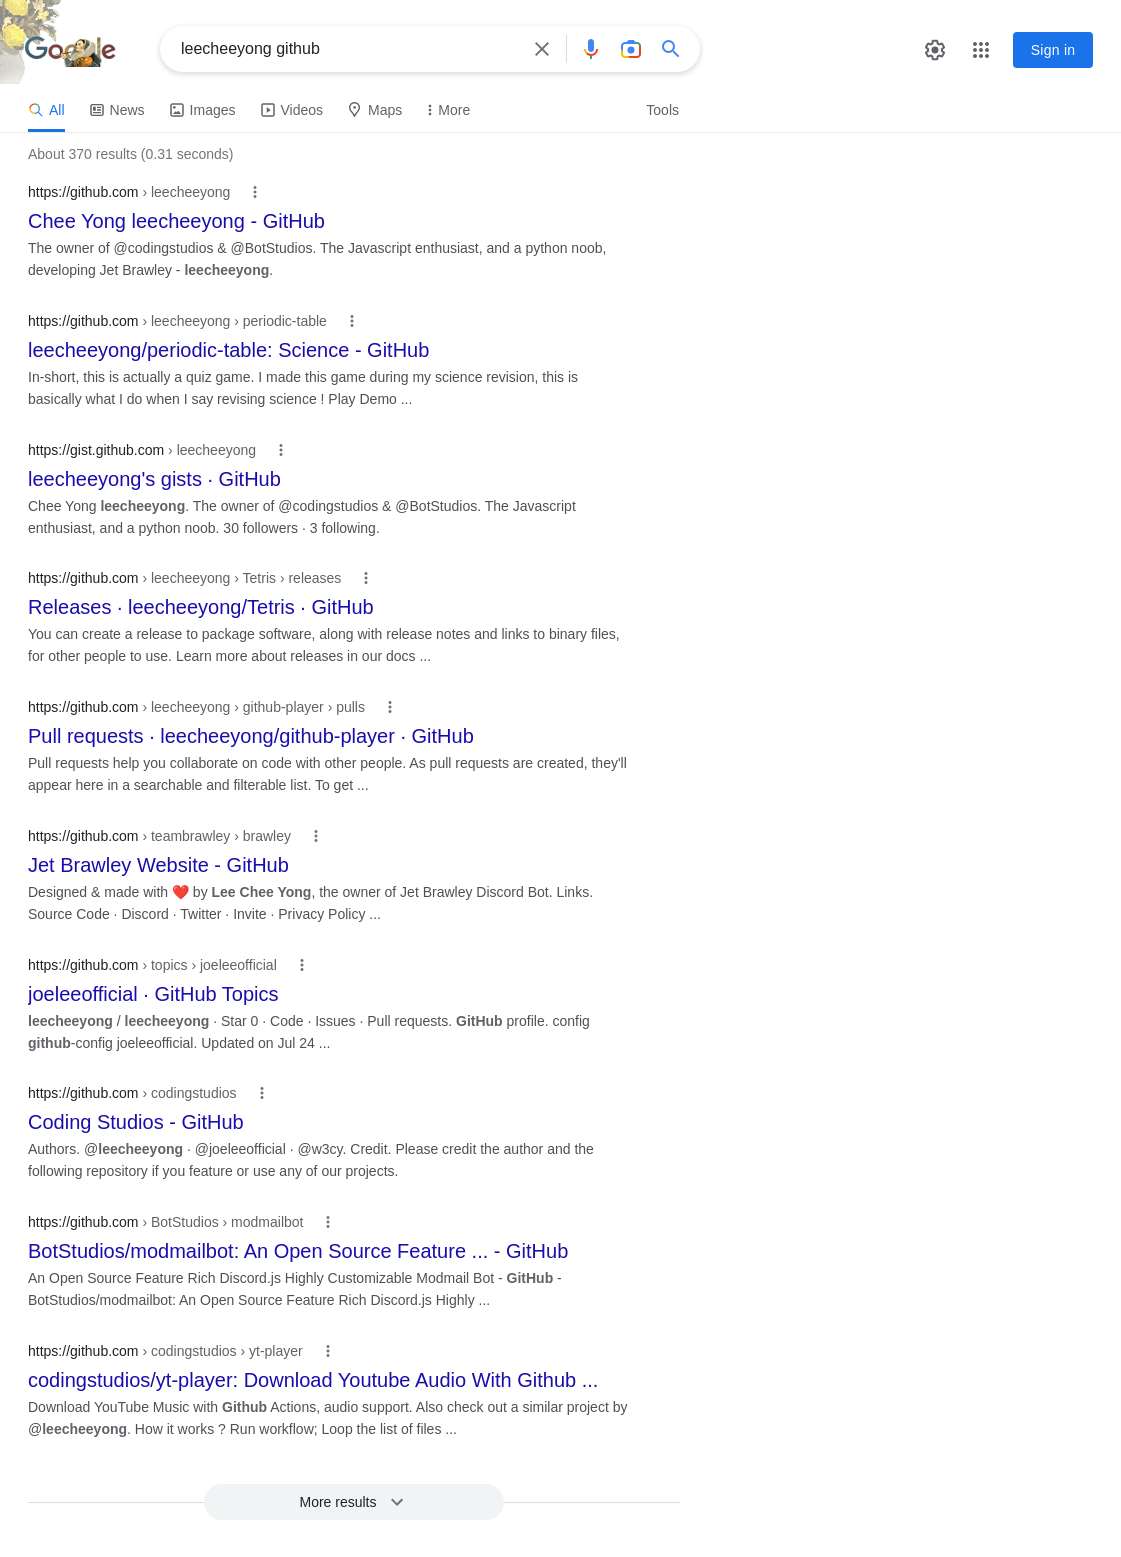 Google
leecheeyong github
Sign in
All News Images Videos Maps More Tools
About 370 results (0.31 seconds)
https://github.com › leecheeyong
Chee Yong leecheeyong - GitHub
The owner of @codingstudios & @BotStudios. The Javascript enthusiast, and a python noob,
developing Jet Brawley - leecheeyong.
https://github.com › leecheeyong › periodic-table
leecheeyong/periodic-table: Science - GitHub
In-short, this is actually a quiz game. I made this game during my science revision, this is
basically what I do when I say revising science ! Play Demo ...
https://gist.github.com › leecheeyong
leecheeyong's gists · GitHub
Chee Yong leecheeyong. The owner of @codingstudios & @BotStudios. The Javascript
enthusiast, and a python noob. 30 followers · 3 following.
https://github.com › leecheeyong › Tetris › releases
Releases · leecheeyong/Tetris · GitHub
You can create a release to package software, along with release notes and links to binary files,
for other people to use. Learn more about releases in our docs ...
https://github.com › leecheeyong › github-player › pulls
Pull requests · leecheeyong/github-player · GitHub
Pull requests help you collaborate on code with other people. As pull requests are created, they'll
appear here in a searchable and filterable list. To get ...
https://github.com › teambrawley › brawley
Jet Brawley Website - GitHub
Designed & made with ❤️ by Lee Chee Yong, the owner of Jet Brawley Discord Bot. Links.
Source Code · Discord · Twitter · Invite · Privacy Policy ...
https://github.com › topics › joeleeofficial
joeleeofficial · GitHub Topics
leecheeyong / leecheeyong · Star 0 · Code · Issues · Pull requests. GitHub profile. config
github-config joeleeofficial. Updated on Jul 24 ...
https://github.com › codingstudios
Coding Studios - GitHub
Authors. @leecheeyong · @joeleeofficial · @w3cy. Credit. Please credit the author and the
following repository if you feature or use any of our projects.
https://github.com › BotStudios › modmailbot
BotStudios/modmailbot: An Open Source Feature ... - GitHub
An Open Source Feature Rich Discord.js Highly Customizable Modmail Bot - GitHub -
BotStudios/modmailbot: An Open Source Feature Rich Discord.js Highly ...
https://github.com › codingstudios › yt-player
codingstudios/yt-player: Download Youtube Audio With Github ...
Download YouTube Music with Github Actions, audio support. Also check out a similar project by
@leecheeyong. How it works ? Run workflow; Loop the list of files ...
More results